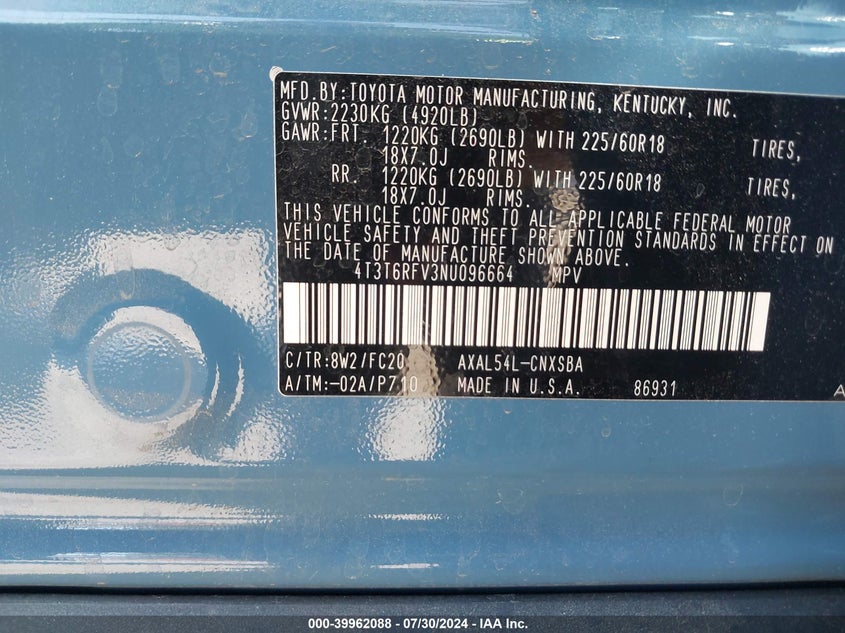 MFD. BY: TOYOTA MOTOR MANUFACTURING, KENTUCKY, INC.
GVWR: 2230KG (4920LB)
GAWR: FRT. 1220KG (2690LB) WITH 225/60R18 TIRES,
18X7.0J RIMS.
RR. 1220KG (2690LB) WITH 225/60R18 TIRES,
18X7.0J RIMS.
THIS VEHICLE CONFORMS TO ALL APPLICABLE FEDERAL MOTOR
VEHICLE SAFETY AND THEFT PREVENTION STANDARDS IN EFFECT ON
THE DATE OF MANUFACTURE SHOWN ABOVE.
4T3T6RFV3NU096664 MPV
C/TR: 8W2/FC20 AXAL54L-CNXSBA
A/TM: -02A/P710 MADE IN U.S.A. 86931
A
000-39962088 - 07/30/2024 - IAAI Inc.